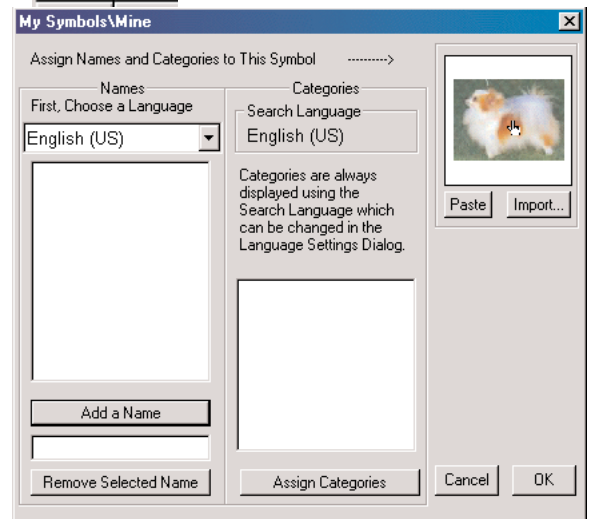 My Symbols\Mine
Assign Names and Categories to This Symbol ---------->
Names
First, Choose a Language
English (US)
Add a Name
Remove Selected Name
Categories
Search Language
English (US)
Categories are always
displayed using the
Search Language which
can be changed in the
Language Settings Dialog.
Assign Categories
Paste
Import...
Cancel
OK